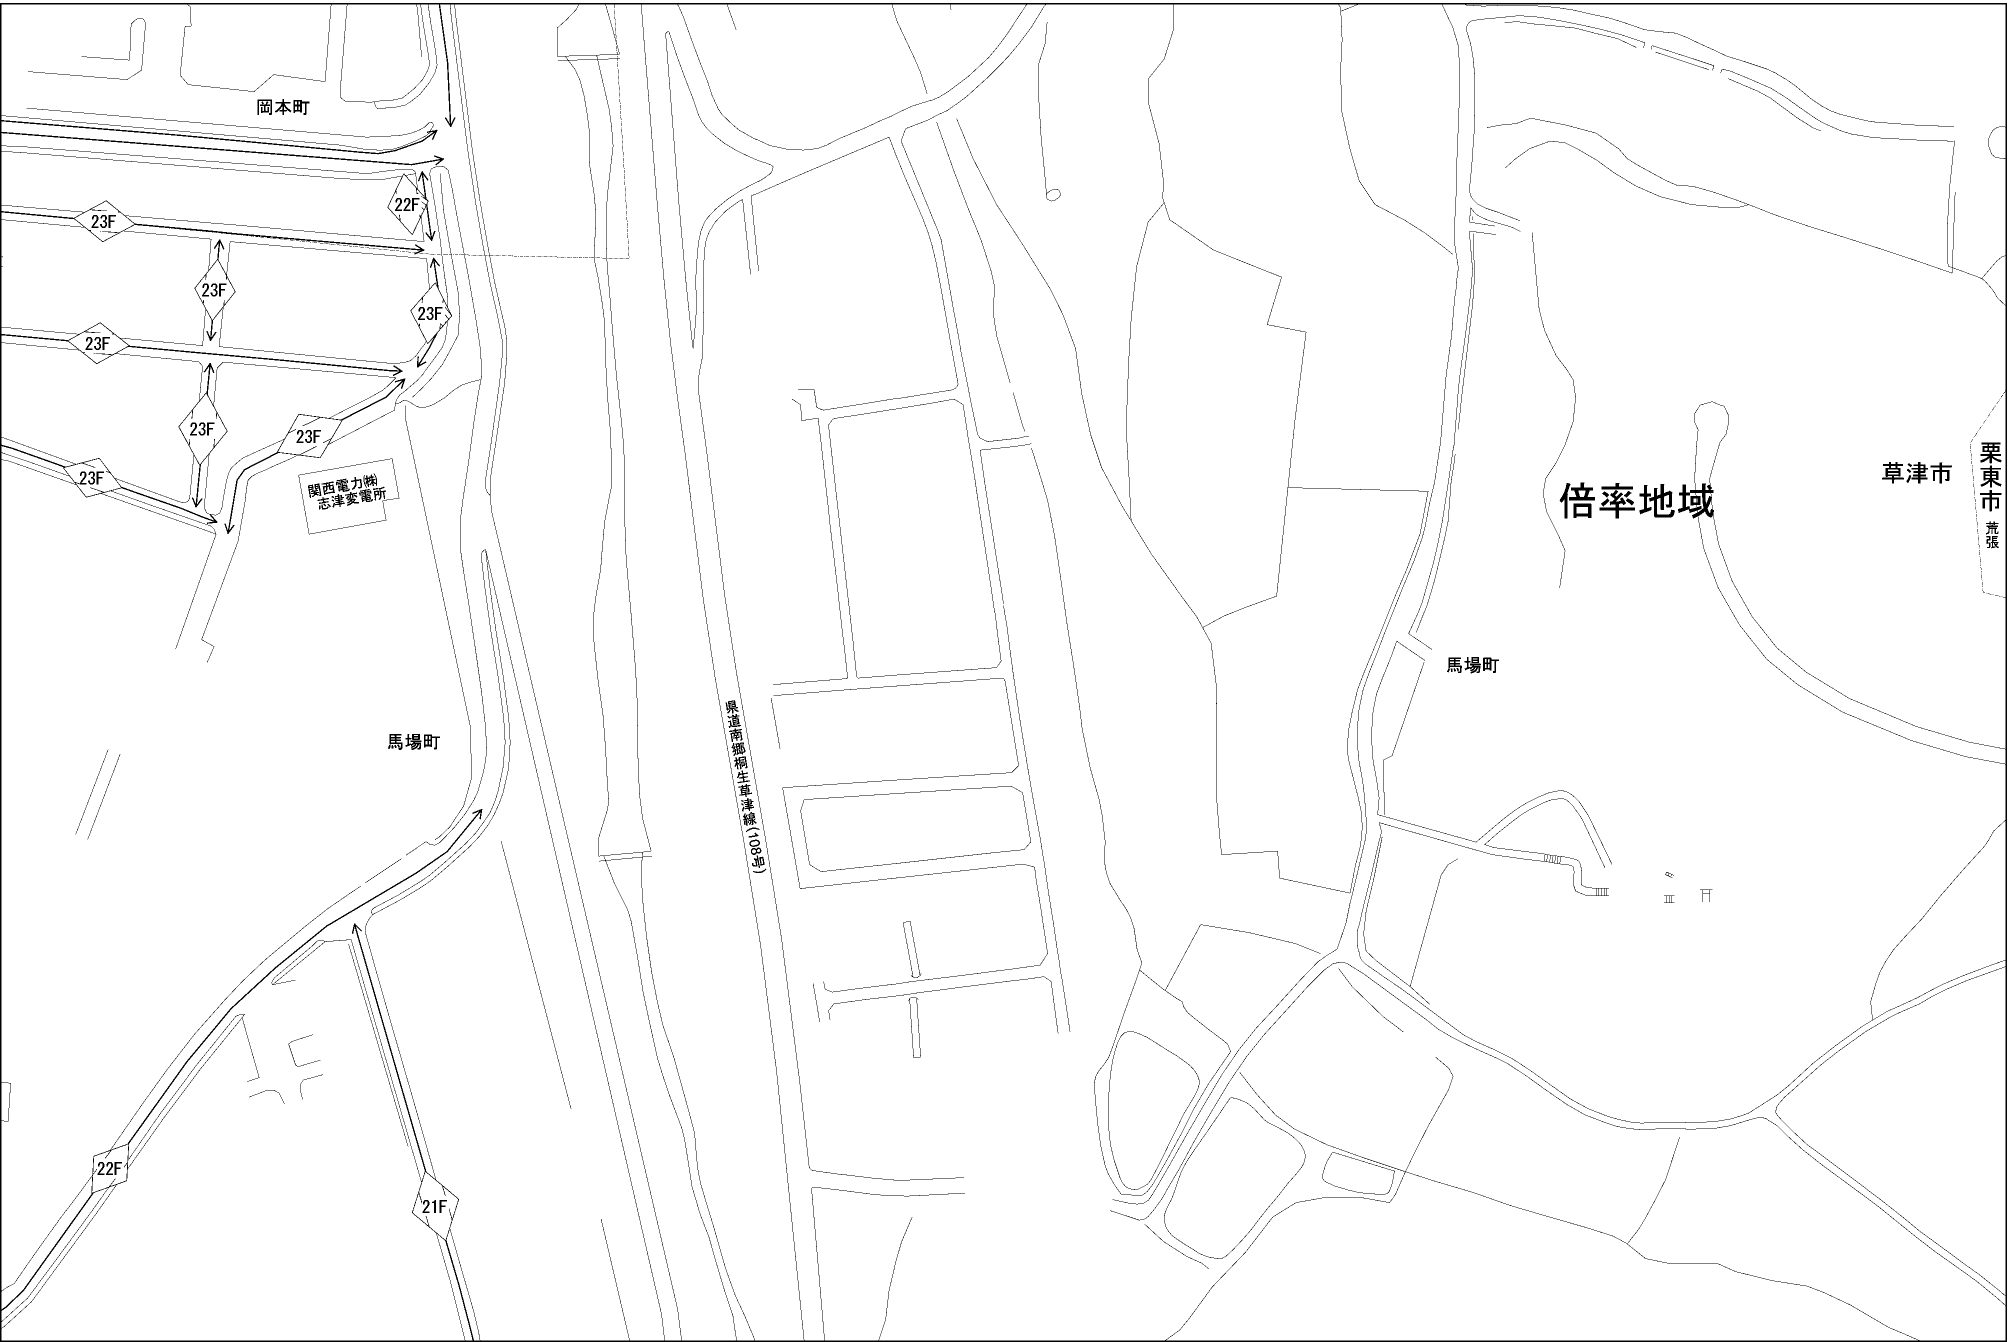 岡本町
22F
23F
23F
23F
23F
23F
23F
23F
関西電力㈱
志津変電所
倍率地域
草津市
栗東市
荒張
馬場町
馬場町
県道南郷桐生草津線(108号)
22F
21F